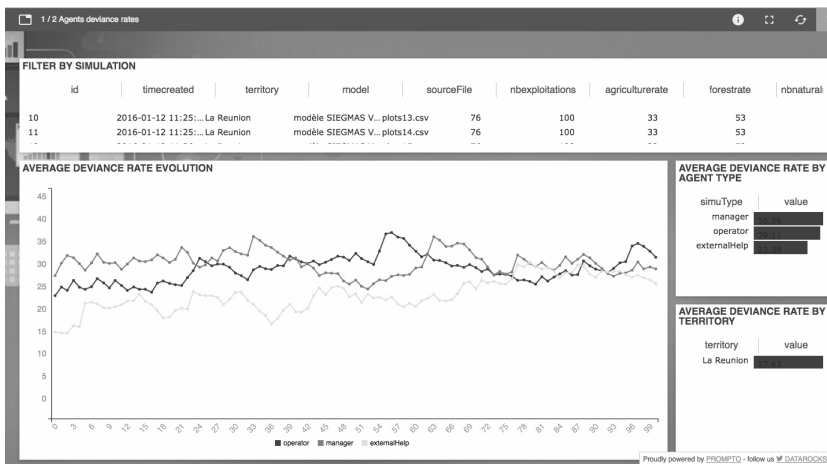 1 / 2 Agents deviance rates
FILTER BY SIMULATION
id timecreated territory model sourceFile nbexploitations agriculturerate forestrate nbnatural
10 2016-01-12 11:25:... La Reunion modèle SIEGMAS V... plots13.csv 76 100 33 53
11 2016-01-12 11:25:... La Reunion modèle SIEGMAS V... plots14.csv 76 100 33 53
AVERAGE DEVIANCE RATE EVOLUTION
45
40
35
30
25
20
15
10
5
0
0 3 6 9 12 15 18 21 24 27 30 33 36 39 42 45 48 51 54 57 60 63 66 69 72 75 78 81 84 87 90 93 96 99
operator manager externalHelp
AVERAGE DEVIANCE RATE BY
AGENT TYPE
simuType value
manager
operator
externalHelp
AVERAGE DEVIANCE RATE BY
TERRITORY
territory value
La Reunion
Proudly powered by PROMPTO - follow us DATAROCKS